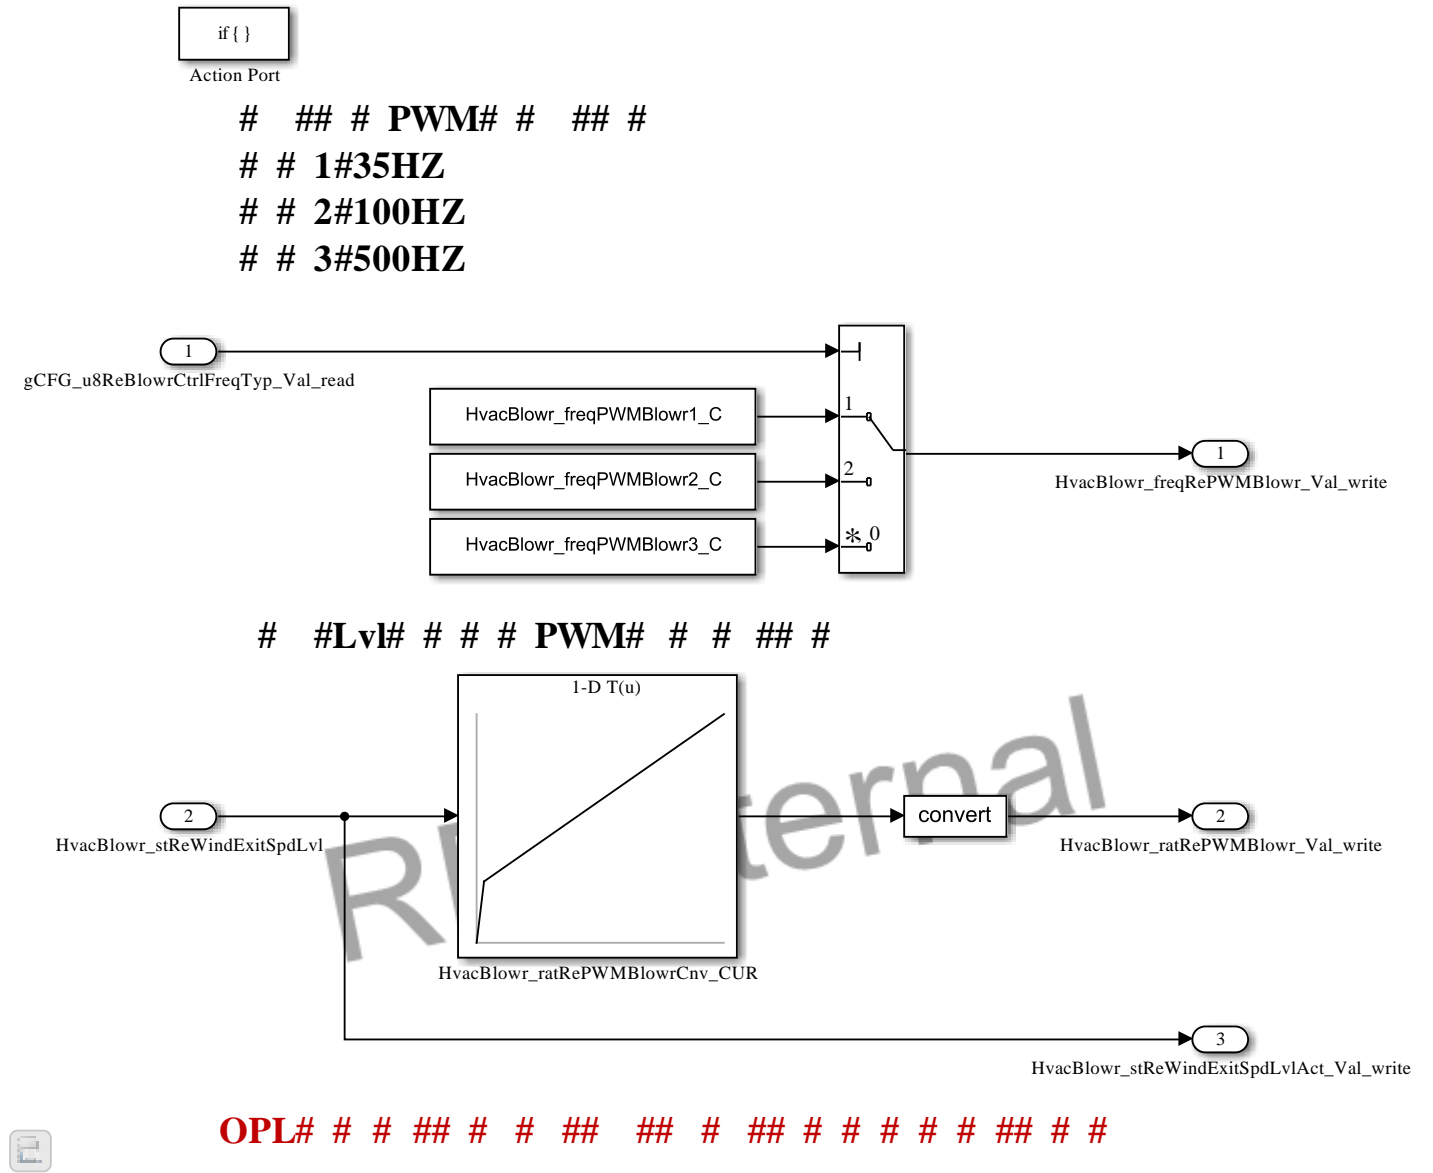 if { }
Action Port
# ## # PWM# # ## #
# # 1#35HZ
# # 2#100HZ
# # 3#500HZ
1
gCFG_u8ReBlowrCtrlFreqTyp_Val_read
HvacBlowr_freqPWMBlowr1_C
1
HvacBlowr_freqPWMBlowr2_C
2
HvacBlowr_freqPWMBlowr3_C
*, 0
1
HvacBlowr_freqRePWMBlowr_Val_write
# #Lvl# # # # PWM# # # ## #
1-D T(u)
2
HvacBlowr_stReWindExitSpdLvl
HvacBlowr_ratRePWMBlowrCnv_CUR
convert
2
HvacBlowr_ratRePWMBlowr_Val_write
3
HvacBlowr_stReWindExitSpdLvlAct_Val_write
OPL# # # ## # # ## ## # ## # # # # # ## # #